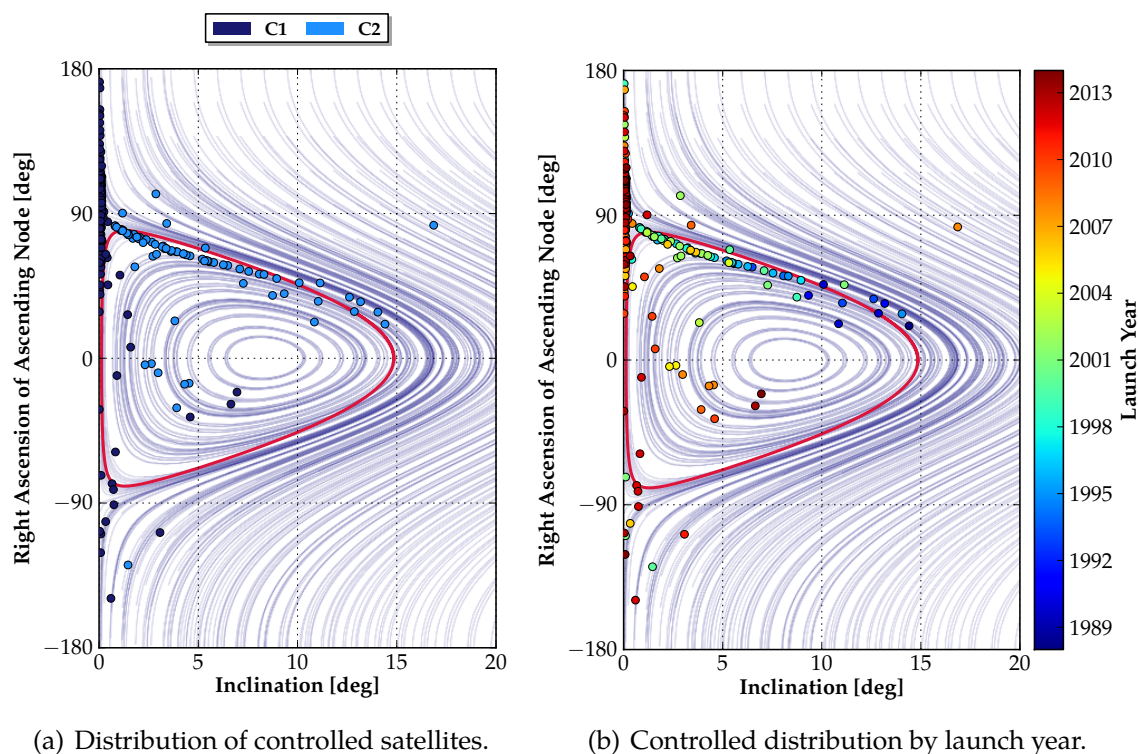 C1 C2
180
90
0
−90
−180
Right Ascension of Ascending Node [deg]
0 5 10 15 20
Inclination [deg]
180
90
0
−90
−180
Right Ascension of Ascending Node [deg]
0 5 10 15 20
Inclination [deg]
2013
2010
2007
2004
2001
1998
1995
1992
1989
Launch Year
(a) Distribution of controlled satellites.
(b) Controlled distribution by launch year.